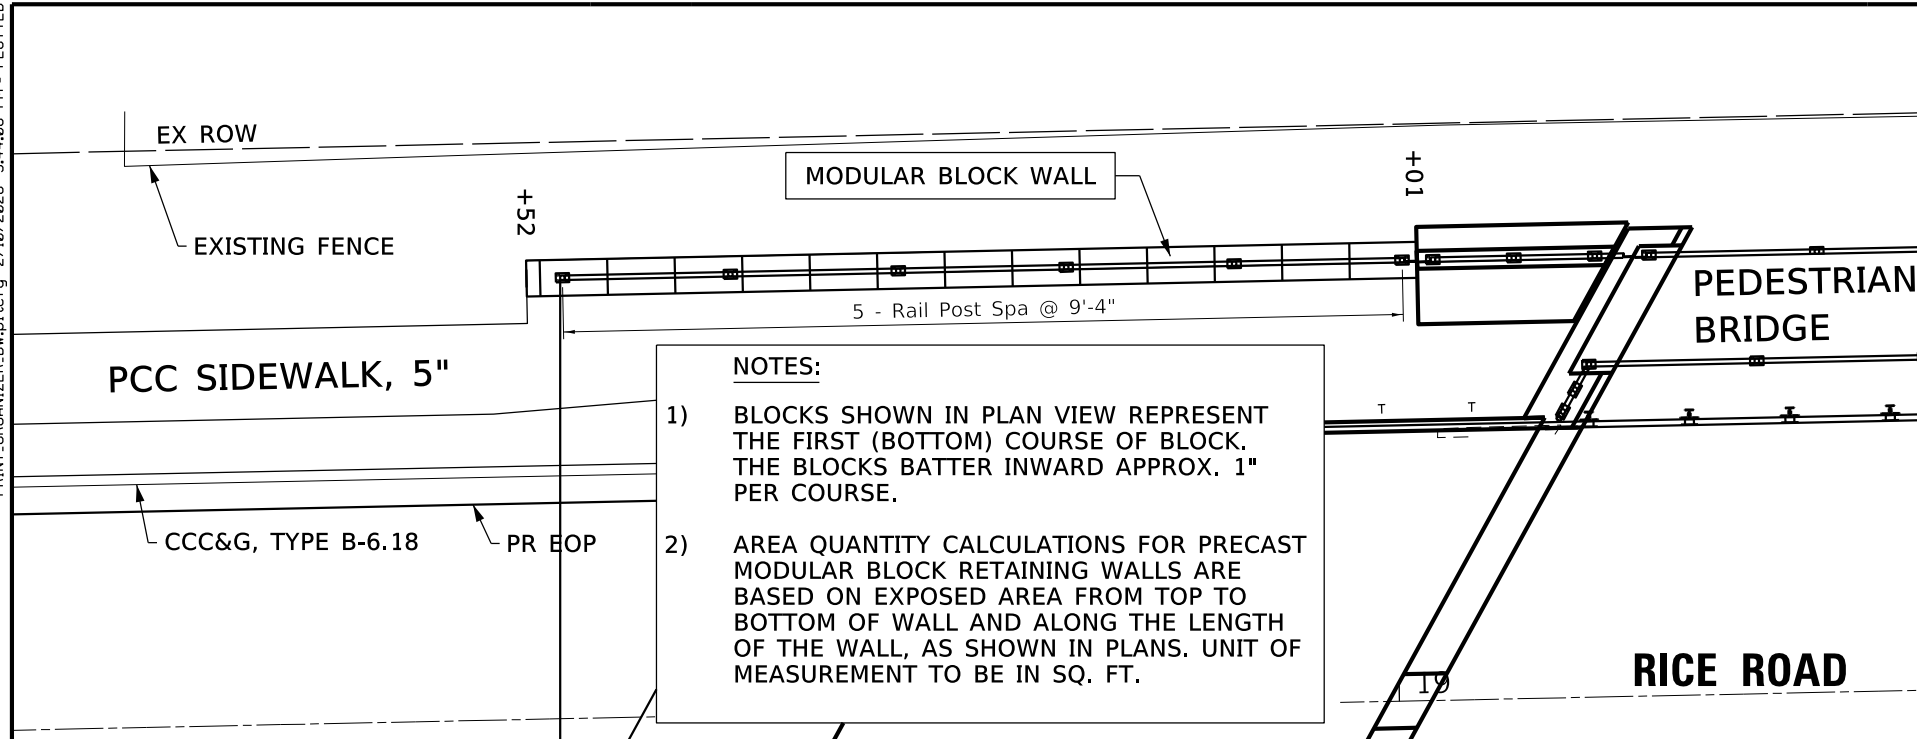 EX ROW
EXISTING FENCE
+52
MODULAR BLOCK WALL
+01
5 - Rail Post Spa @ 9'-4"
PEDESTRIAN
BRIDGE
PCC SIDEWALK, 5"
CCC&G, TYPE B-6.18
PR EOP
NOTES:
1) BLOCKS SHOWN IN PLAN VIEW REPRESENT
THE FIRST (BOTTOM) COURSE OF BLOCK.
THE BLOCKS BATTER INWARD APPROX. 1"
PER COURSE.
2) AREA QUANTITY CALCULATIONS FOR PRECAST
MODULAR BLOCK RETAINING WALLS ARE
BASED ON EXPOSED AREA FROM TOP TO
BOTTOM OF WALL AND ALONG THE LENGTH
OF THE WALL, AS SHOWN IN PLANS. UNIT OF
MEASUREMENT TO BE IN SQ. FT.
T T
19
RICE ROAD